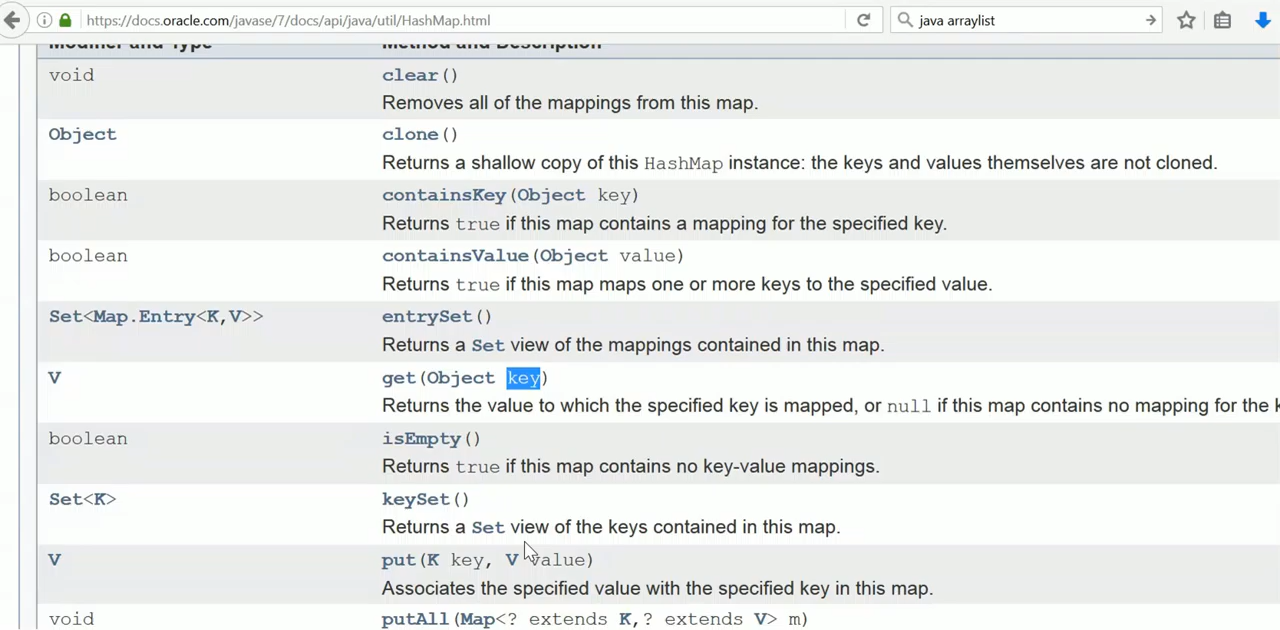 https://docs.oracle.com/javase/7/docs/api/java/util/HashMap.html
java arraylist
Modifier and Type Method and Description
void clear()
Removes all of the mappings from this map.
Object clone()
Returns a shallow copy of this HashMap instance: the keys and values themselves are not cloned.
boolean containsKey(Object key)
Returns true if this map contains a mapping for the specified key.
boolean containsValue(Object value)
Returns true if this map maps one or more keys to the specified value.
Set<Map.Entry<K,V>> entrySet()
Returns a Set view of the mappings contained in this map.
V get(Object key)
Returns the value to which the specified key is mapped, or null if this map contains no mapping for the k
boolean isEmpty()
Returns true if this map contains no key-value mappings.
Set<K> keySet()
Returns a Set view of the keys contained in this map.
V put(K key, V value)
Associates the specified value with the specified key in this map.
void putAll(Map<? extends K,? extends V> m)